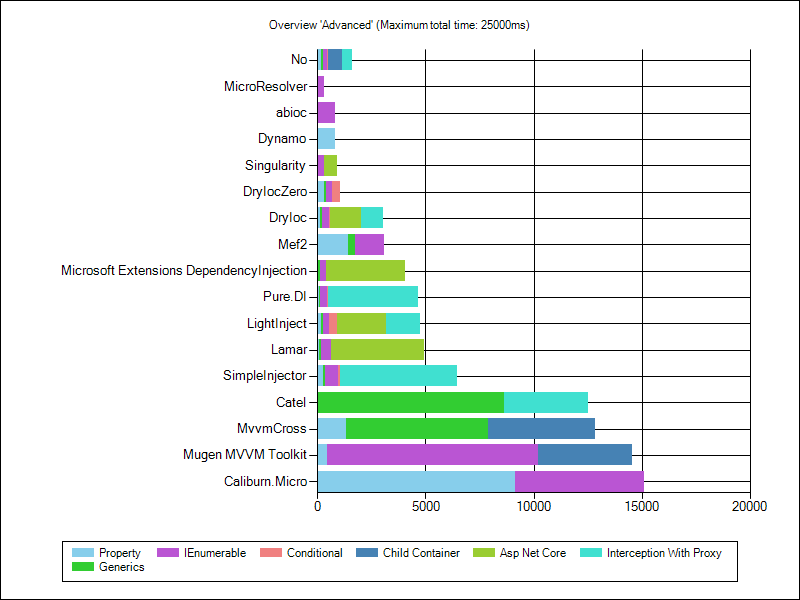 Overview 'Advanced' (Maximum total time: 25000ms)
No
MicroResolver
abioc
Dynamo
Singularity
DryIocZero
DryIoc
Mef2
Microsoft Extensions DependencyInjection
Pure.DI
LightInject
Lamar
SimpleInjector
Catel
MvvmCross
Mugen MVVM Toolkit
Caliburn.Micro
0 5000 10000 15000 20000
Property IEnumerable Conditional Child Container Asp Net Core Interception With Proxy
Generics